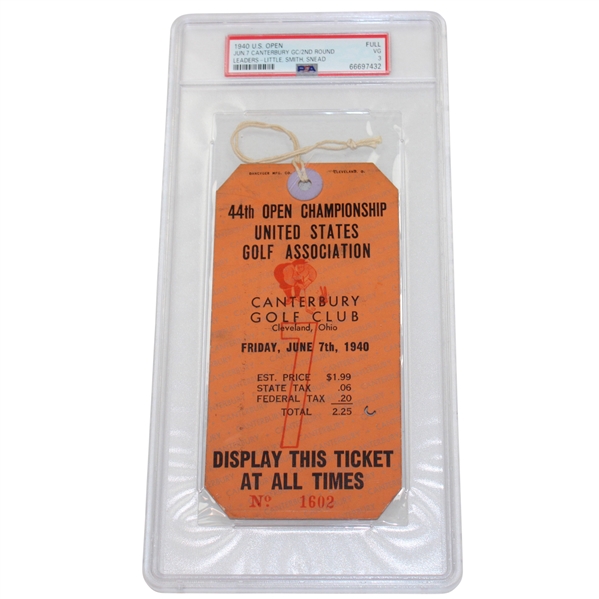 1940 U.S. OPEN FULL
JUN 7 CANTERBURY GC-2ND ROUND VG
LEADERS - LITTLE, SMITH, SNEAD 3
PSA 66697432
44th OPEN CHAMPIONSHIP
UNITED STATES
GOLF ASSOCIATION
CANTERBURY
GOLF CLUB
Cleveland, Ohio
7
FRIDAY, JUNE 7th, 1940
EST. PRICE $1.99
STATE TAX .06
FEDERAL TAX .20
TOTAL 2.25
DISPLAY THIS TICKET
AT ALL TIMES
No. 1602